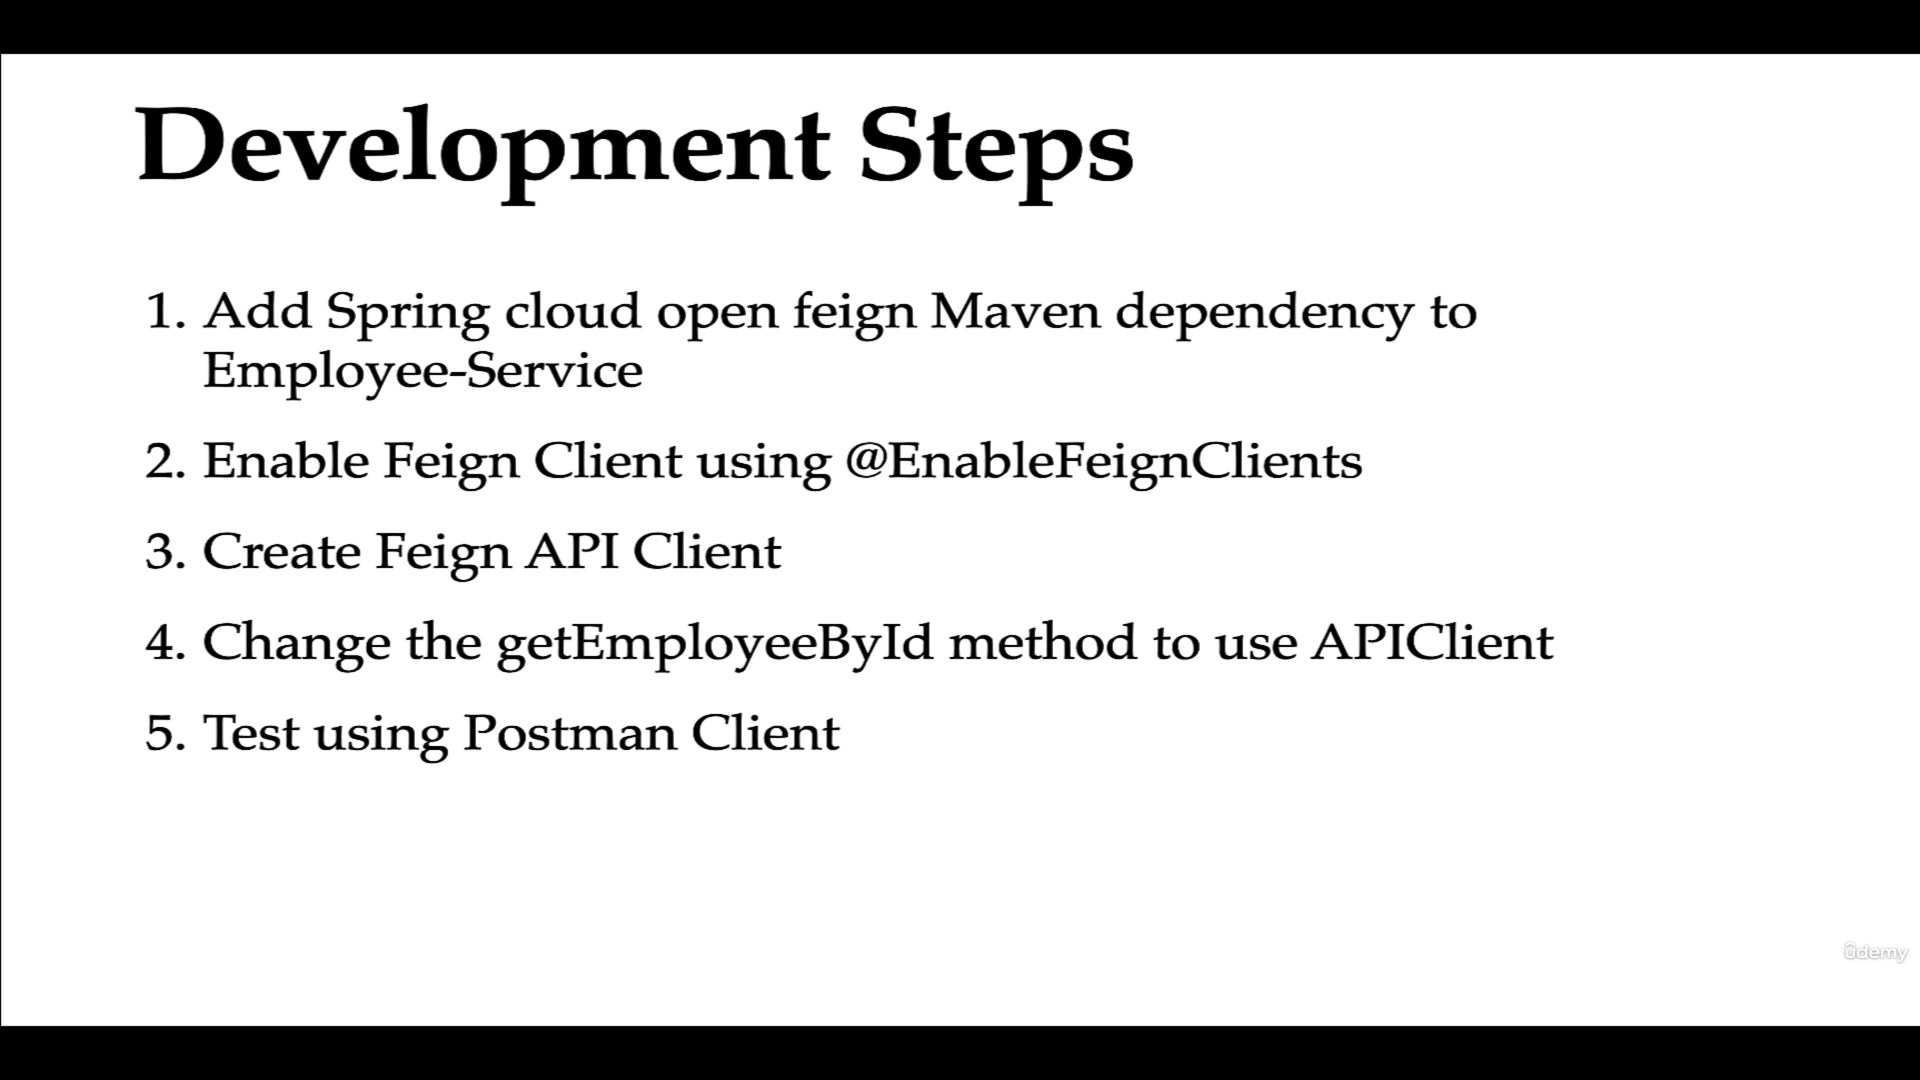 Development Steps
1. Add Spring cloud open feign Maven dependency to
Employee-Service
2. Enable Feign Client using @EnableFeignClients
3. Create Feign API Client
4. Change the getEmployeeById method to use APIClient
5. Test using Postman Client
ûdemy